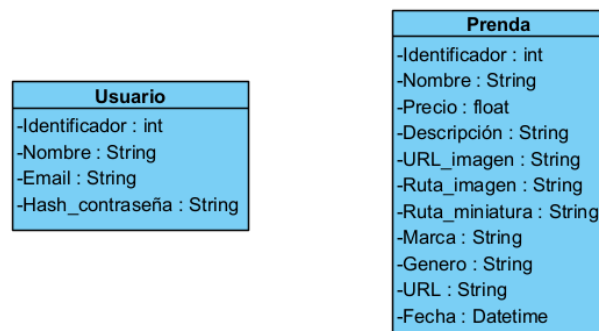 Usuario
-Identificador : int
-Nombre : String
-Email : String
-Hash_contraseña : String
Prenda
-Identificador : int
-Nombre : String
-Precio : float
-Descripción : String
-URL_imagen : String
-Ruta_imagen : String
-Ruta_miniatura : String
-Marca : String
-Genero : String
-URL : String
-Fecha : Datetime